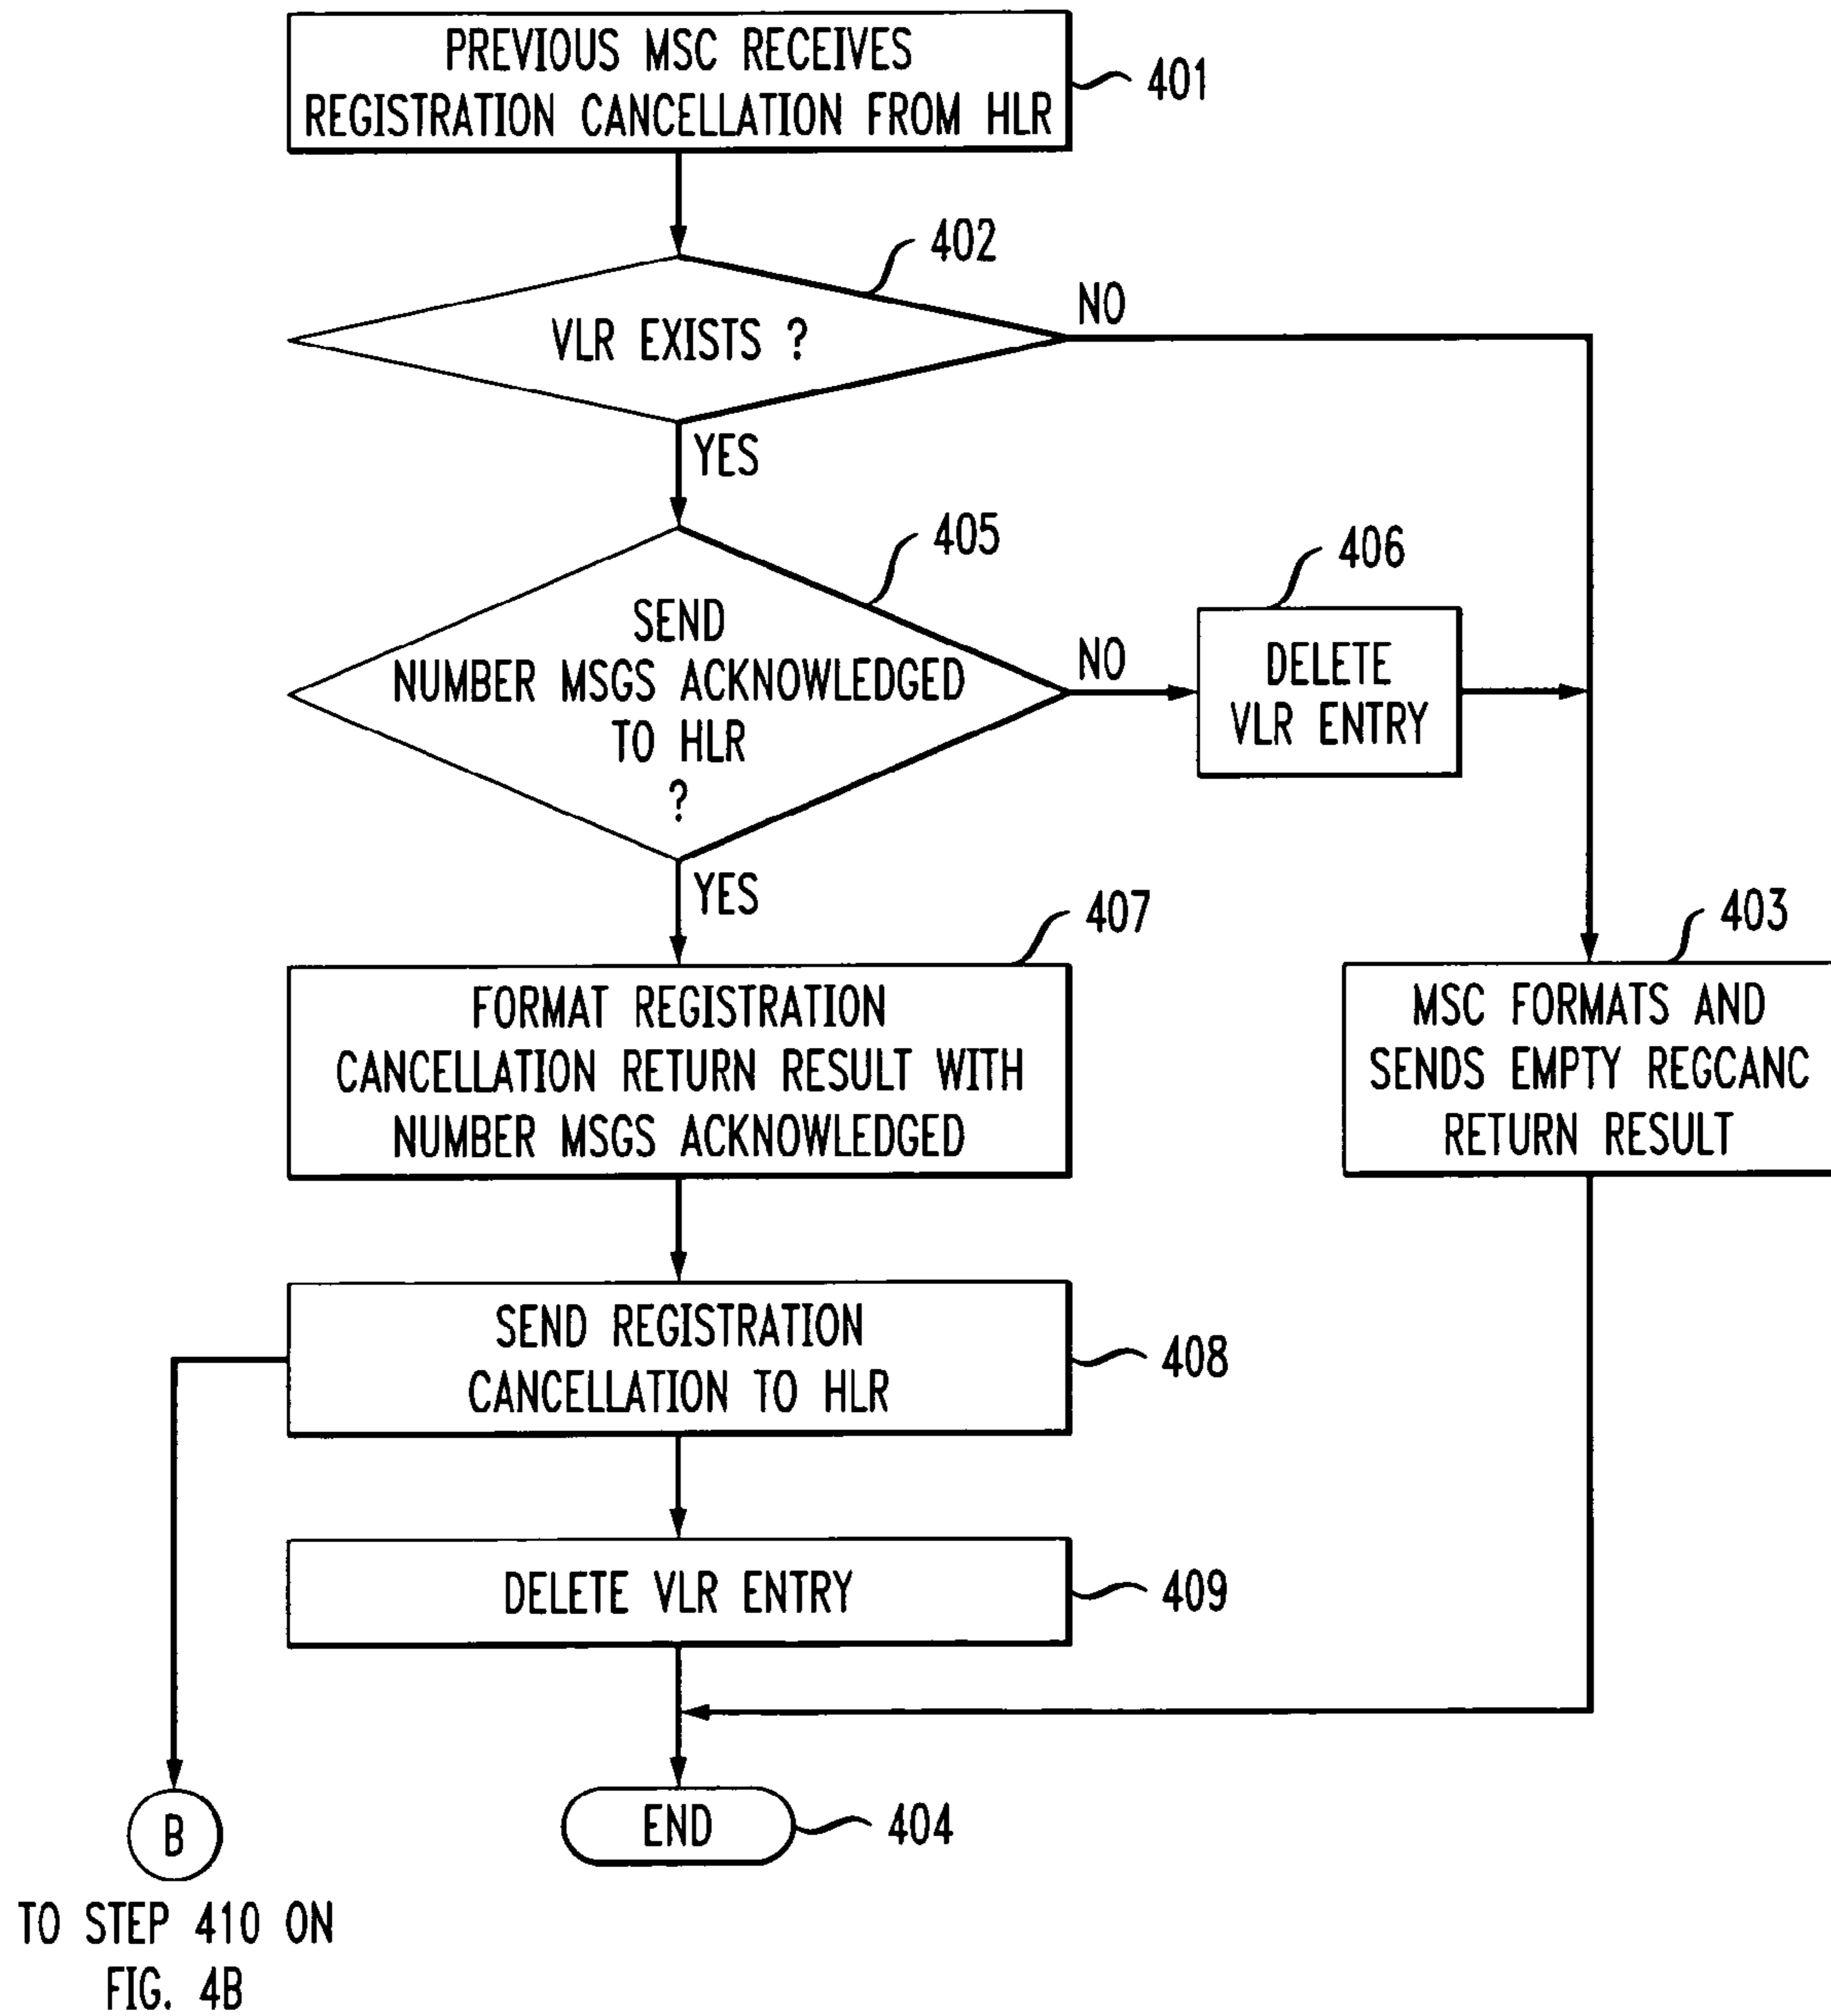 PREVIOUS MSC RECEIVES
REGISTRATION CANCELLATION FROM HLR
401
402
VLR EXISTS ?
NO
YES
405
SEND
NUMBER MSGS ACKNOWLEDGED
TO HLR
?
NO
406
DELETE
VLR ENTRY
YES
407
FORMAT REGISTRATION
CANCELLATION RETURN RESULT WITH
NUMBER MSGS ACKNOWLEDGED
403
MSC FORMATS AND
SENDS EMPTY REGCANC
RETURN RESULT
SEND REGISTRATION
CANCELLATION TO HLR
408
DELETE VLR ENTRY
409
B
END
404
TO STEP 410 ON
FIG. 4B